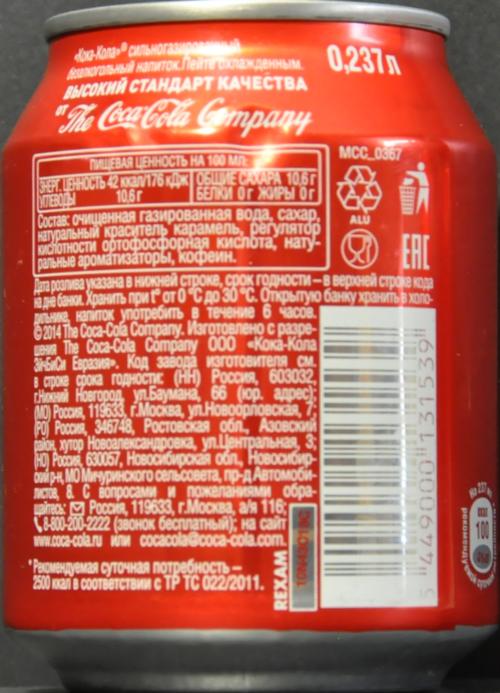 «Кока-Кола»® сильногазированный
безалкогольный напиток. Пейте охлажденным.
0,237л
ВЫСОКИЙ СТАНДАРТ КАЧЕСТВА
от The Coca-Cola Company
ПИЩЕВАЯ ЦЕННОСТЬ НА 100 МЛ:
ЭНЕРГ. ЦЕННОСТЬ 42 ккал/176 кДж
УГЛЕВОДЫ 10,6 г
ОБЩИЕ САХАРА 10,6 г
БЕЛКИ 0 г ЖИРЫ 0 г
Состав: очищенная газированная вода, сахар,
натуральный краситель карамель, регулятор
кислотности ортофосфорная кислота, нату-
ральные ароматизаторы, кофеин.
MCC_0367
ALU
EAC
Дата розлива указана в нижней строке, срок годности – в верхней строке кода
на дне банки. Хранить при t° от 0 °С до 30 °С. Открытую банку хранить в холо-
дильнике, напиток употребить в течение 6 часов.
© 2014 The Coca-Cola Company. Изготовлено с разре-
шения The Coca-Cola Company ООО «Кока-Кола
ЭйчБиСи Евразия». Код завода изготовителя см.
в строке срока годности: (НН) Россия, 603032,
г.Нижний Новгород, ул.Баумана, 66 (юр. адрес);
(МО) Россия, 119633, г.Москва, ул.Новоорловская, 7;
(РО) Россия, 346748, Ростовская обл., Азовский
район, хутор Новоалександровка, ул.Центральная, 3;
(НО) Россия, 630057, Новосибирская обл., Новосибир-
ский р-н, МО Мичуринского сельсовета, пр-д Автомоби-
листов, 8. С вопросами и пожеланиями обра-
щайтесь: Россия, 119633, г.Москва, а/я 116;
8-800-200-2222 (звонок бесплатный); на сайт
www.coca-cola.ru или cocacola@coca-cola.com.
*Рекомендуемая суточная потребность –
2500 ккал в соответствии с ТР ТС 022/2011.
REXAM
5 449000 131539
100